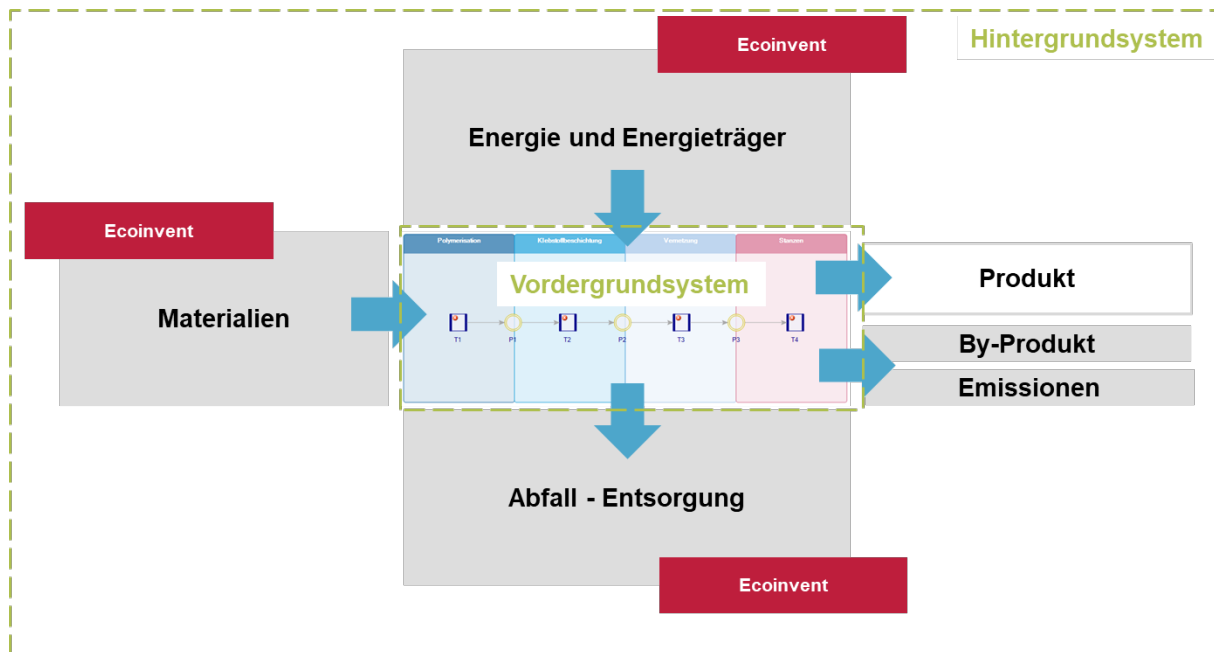 Ecoinvent
Hintergrundsystem
Energie und Energieträger
Ecoinvent
Materialien
Polymerisation
Klebstoffbeschichtung
Vernetzung
Stanzen
Vordergrundsystem
T1
P1
T2
P2
T3
P3
T4
Produkt
By-Produkt
Emissionen
Abfall - Entsorgung
Ecoinvent